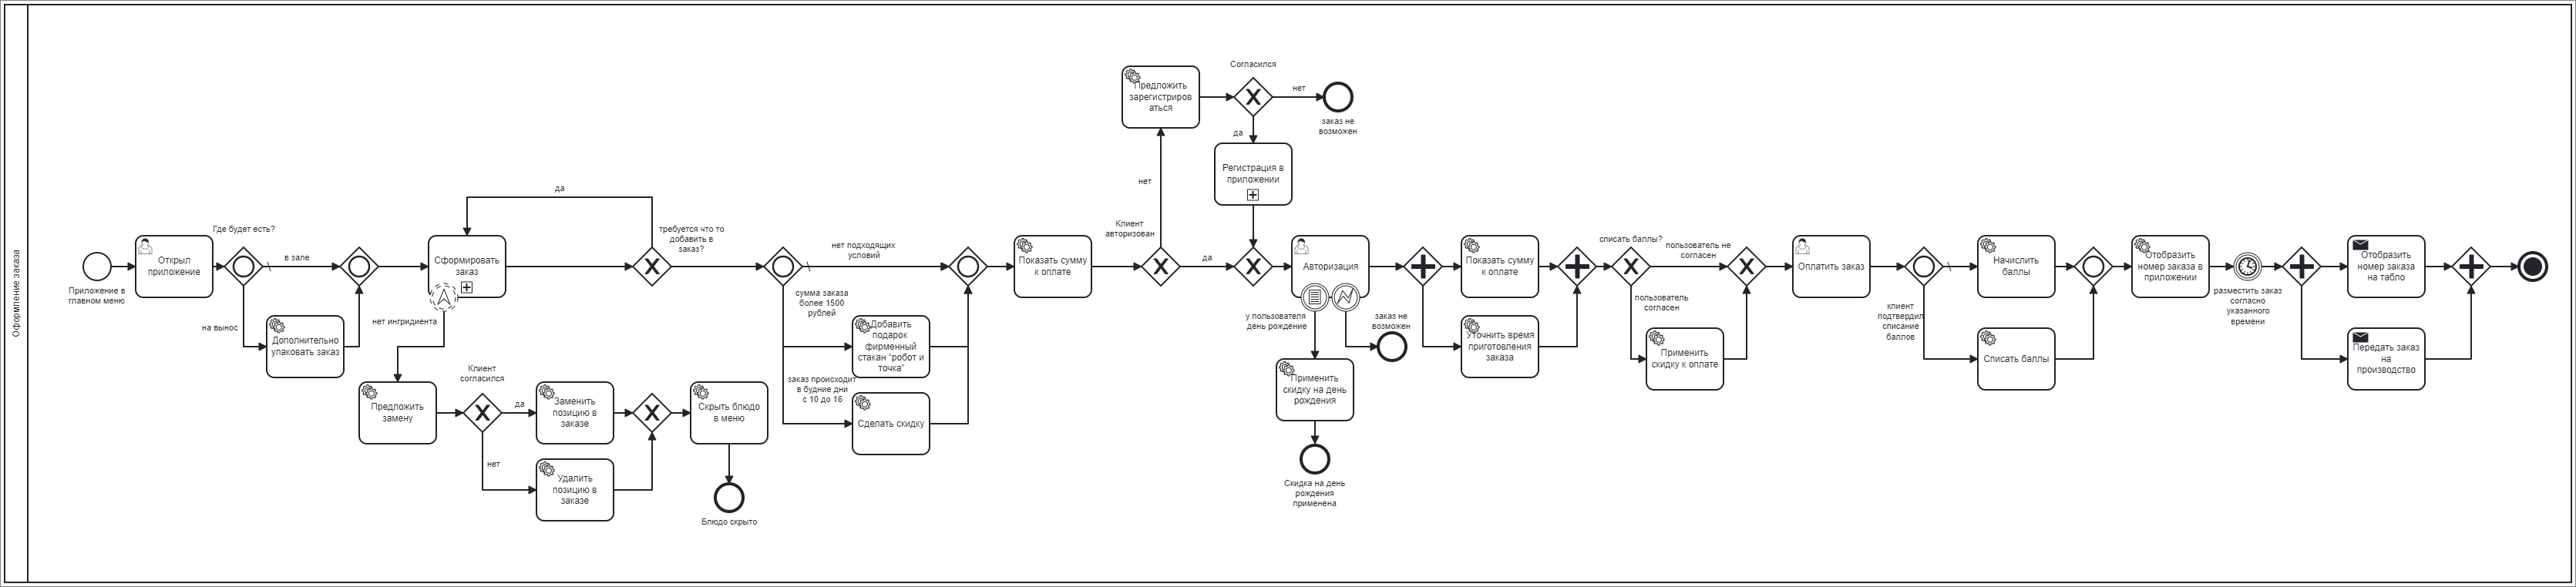 Оформление заказа
Приложение в
главном меню
Открыл
приложение
Где будет есть?
в зале
на вынос
Дополнительно
упаковать заказ
Сформировать
заказ
да
нет ингридиента
требуется что то
добавить в
заказ?
Предложить
замену
Клиент
согласился
да
нет
Заменить
позицию в
заказе
Удалить
позицию в
заказе
Скрыть блюдо
в меню
Блюдо скрыто
нет подходящих
условий
сумма заказа
более 1500
рублей
Добавить
подарок
фирменный
стакан "робот и
точка"
заказ происходит
в будние дни
с 10 до 16
Сделать скидку
Показать сумму
к оплате
Клиент
авторизован
нет
да
Предложить
зарегистриров
аться
Согласился
нет
заказ не
возможен
да
Регистрация в
приложении
Авторизация
у пользователя
день рождение
заказ не
возможен
Применить
скидку на день
рождения
Скидка на день
рождения
применена
Показать сумму
к оплате
Уточнить время
приготовления
заказа
списать баллы?
пользователь не
согласен
пользователь
согласен
Применить
скидку к оплате
Оплатить заказ
клиент
подтвердил
списание
баллов
Начислить
баллы
Списать баллы
Отобразить
номер заказа в
приложении
разместить заказ
согласно
указанного
времени
Отобразить
номер заказа
на табло
Передать заказ
на
производство